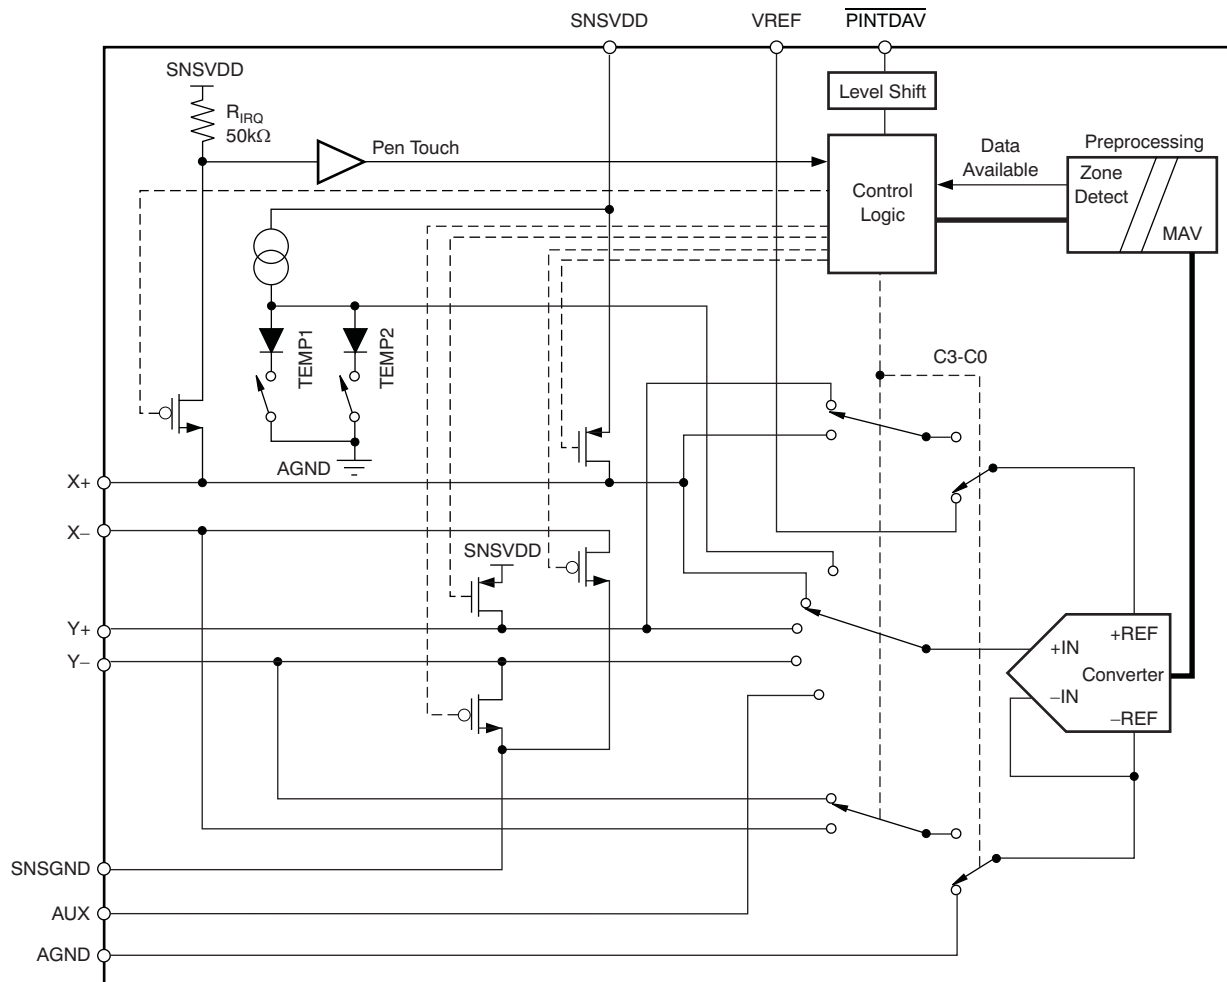 SNSVDD
VREF
PINTDAV
SNSVDD
Level Shift
RIRQ
50kΩ
Pen Touch
Data
Available
Preprocessing
Zone
Detect
MAV
Control
Logic
TEMP1
TEMP2
C3-C0
AGND
X+
X−
SNSVDD
Y+
Y−
+IN
+REF
Converter
−IN
−REF
SNSGND
AUX
AGND